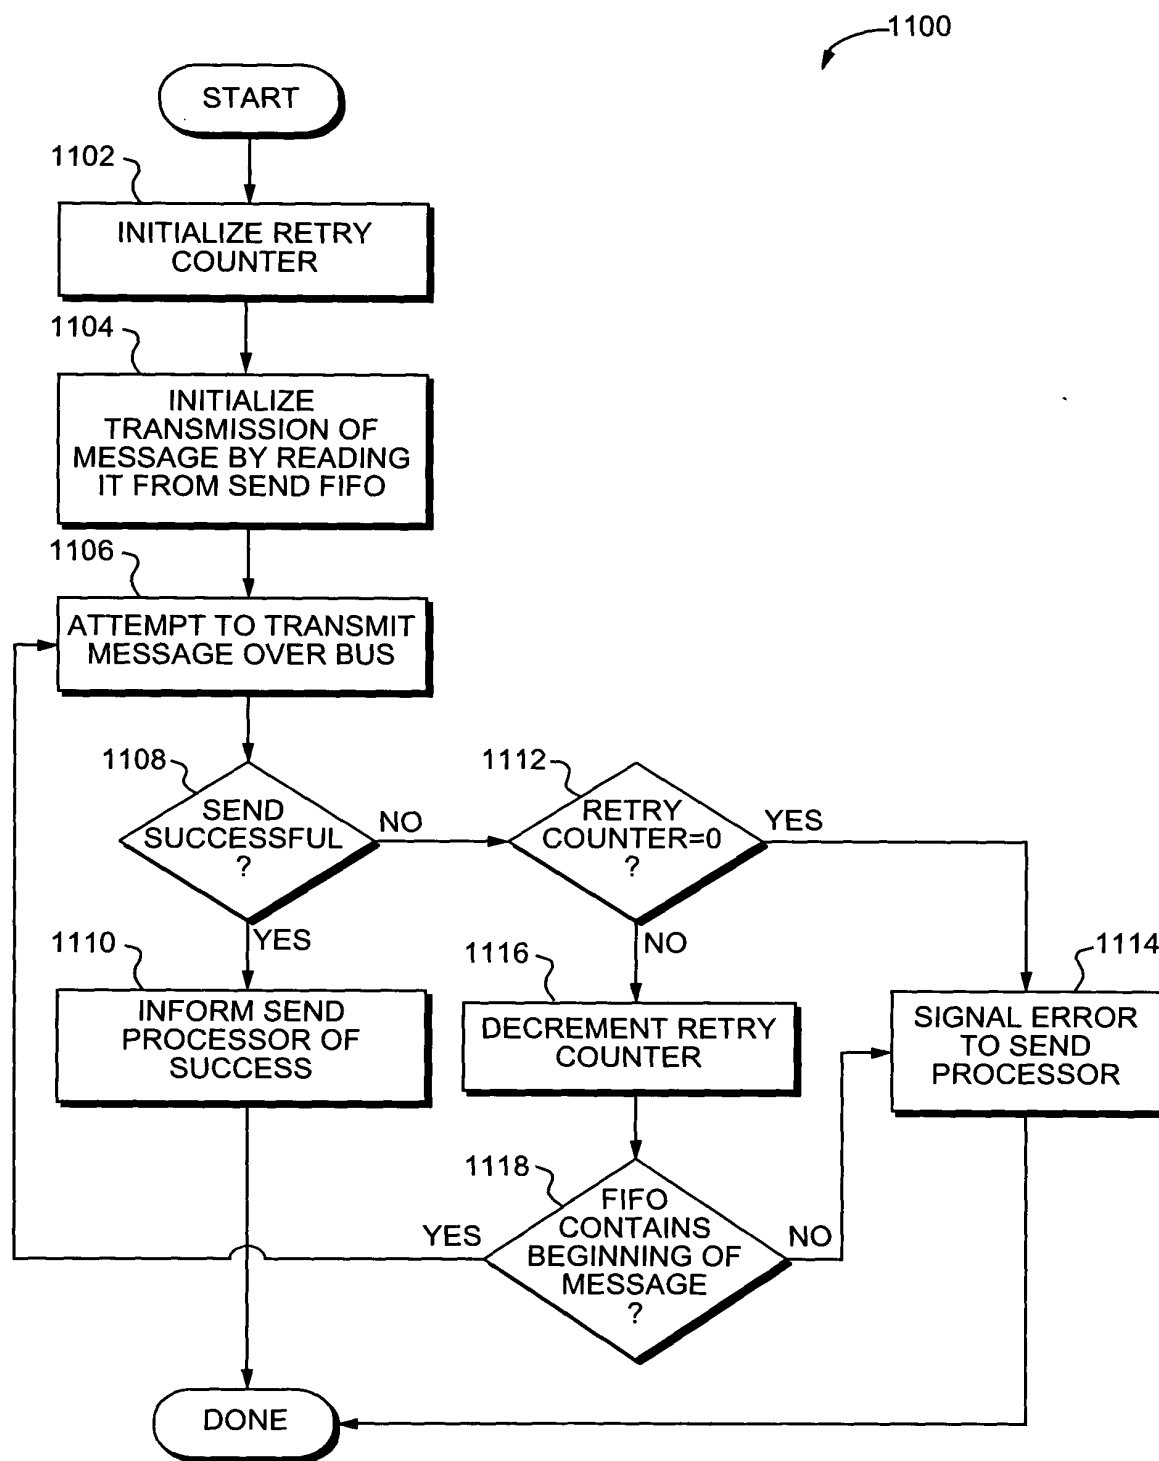 1100
START
1102
INITIALIZE RETRY
COUNTER
1104
INITIALIZE
TRANSMISSION OF
MESSAGE BY READING
IT FROM SEND FIFO
1106
ATTEMPT TO TRANSMIT
MESSAGE OVER BUS
1108
SEND
SUCCESSFUL
?
NO
YES
1112
RETRY
COUNTER=0
?
YES
NO
1110
INFORM SEND
PROCESSOR OF
SUCCESS
1116
DECREMENT RETRY
COUNTER
1114
SIGNAL ERROR
TO SEND
PROCESSOR
1118
FIFO
CONTAINS
BEGINNING OF
MESSAGE
?
YES
NO
DONE